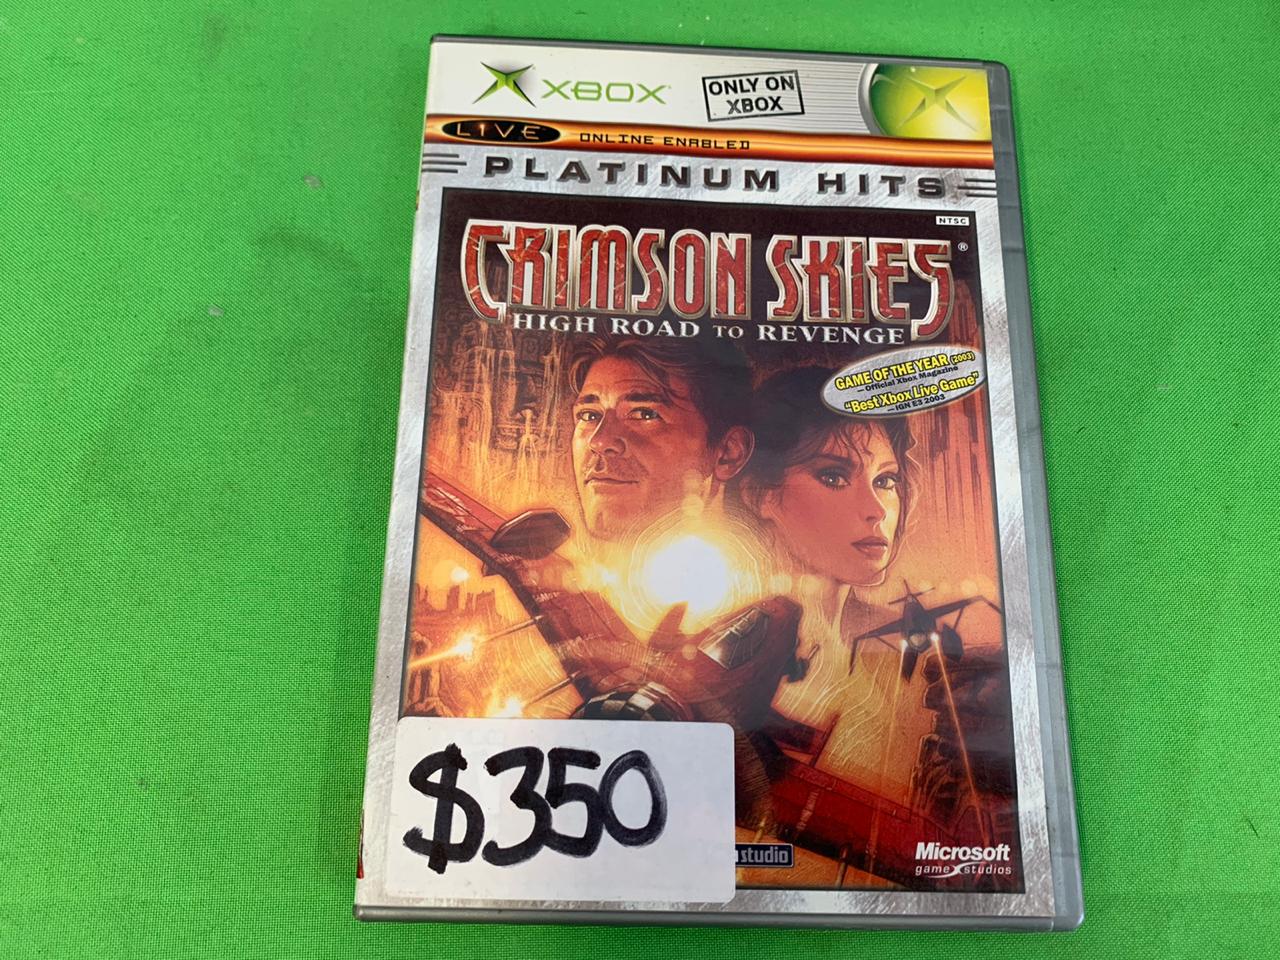 XBOX
ONLY ON
XBOX
LIVE
ONLINE ENABLED
PLATINUM HITS
NTSC
CRIMSON SKIES®
HIGH ROAD TO REVENGE
GAME OF THE YEAR (2003)
— Official Xbox Magazine
"Best Xbox Live Game"
— IGN E3 2003
$350
studio
Microsoft
game studios